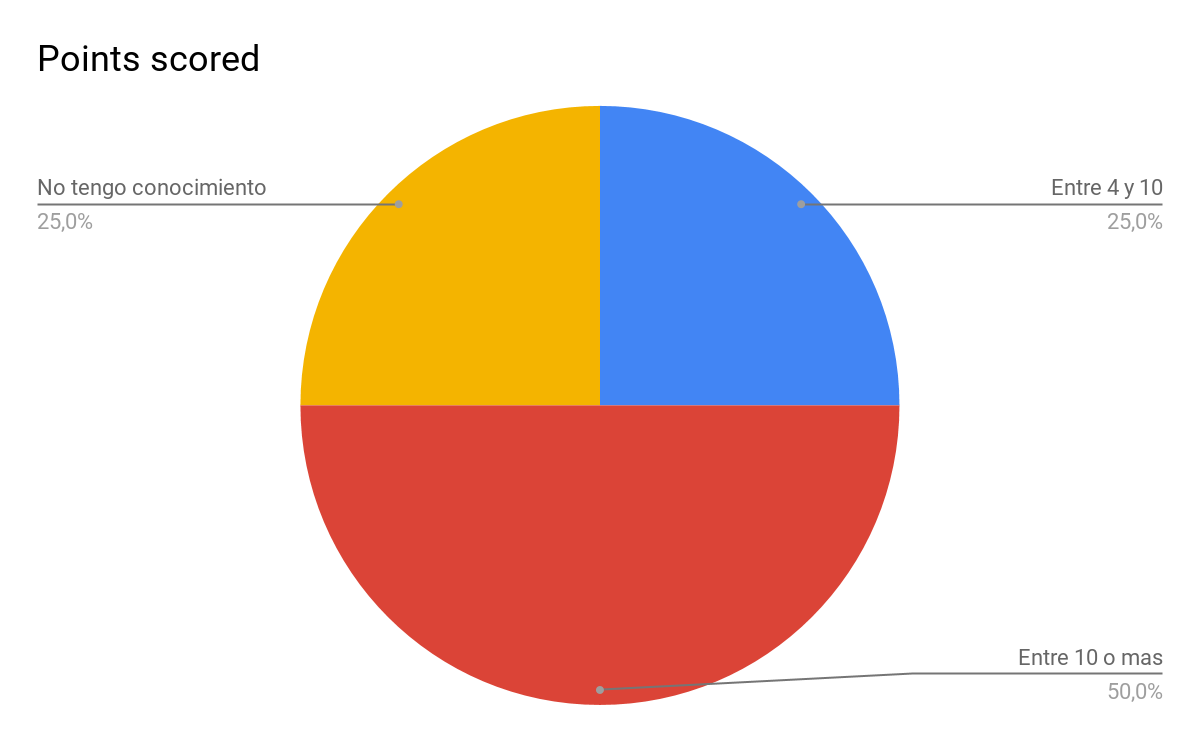 Points scored
No tengo conocimiento
25,0%
Entre 4 y 10
25,0%
Entre 10 o mas
50,0%